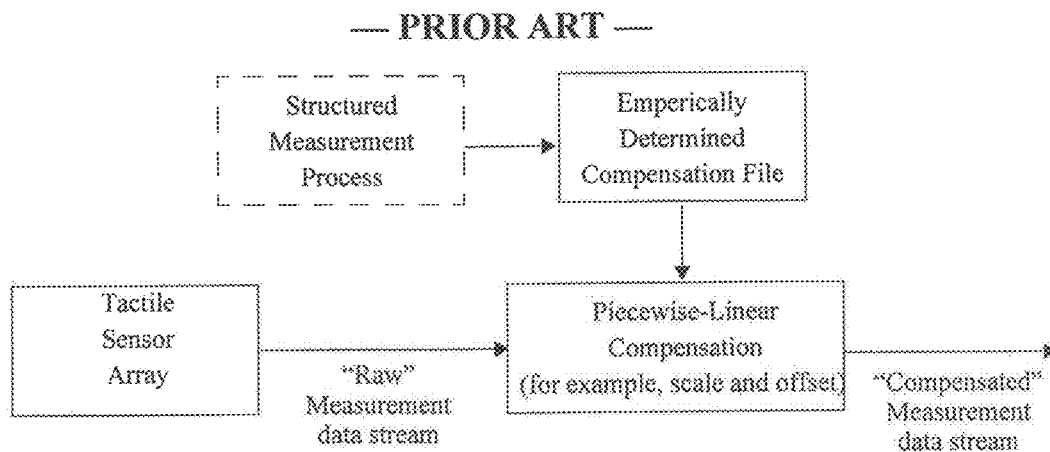 — PRIOR ART —
Structured
Measurement
Process
Emperically
Determined
Compensation File
Tactile
Sensor
Array
"Raw"
Measurement
data stream
Piecewise-Linear
Compensation
(for example, scale and offset)
"Compensated"
Measurement
data stream